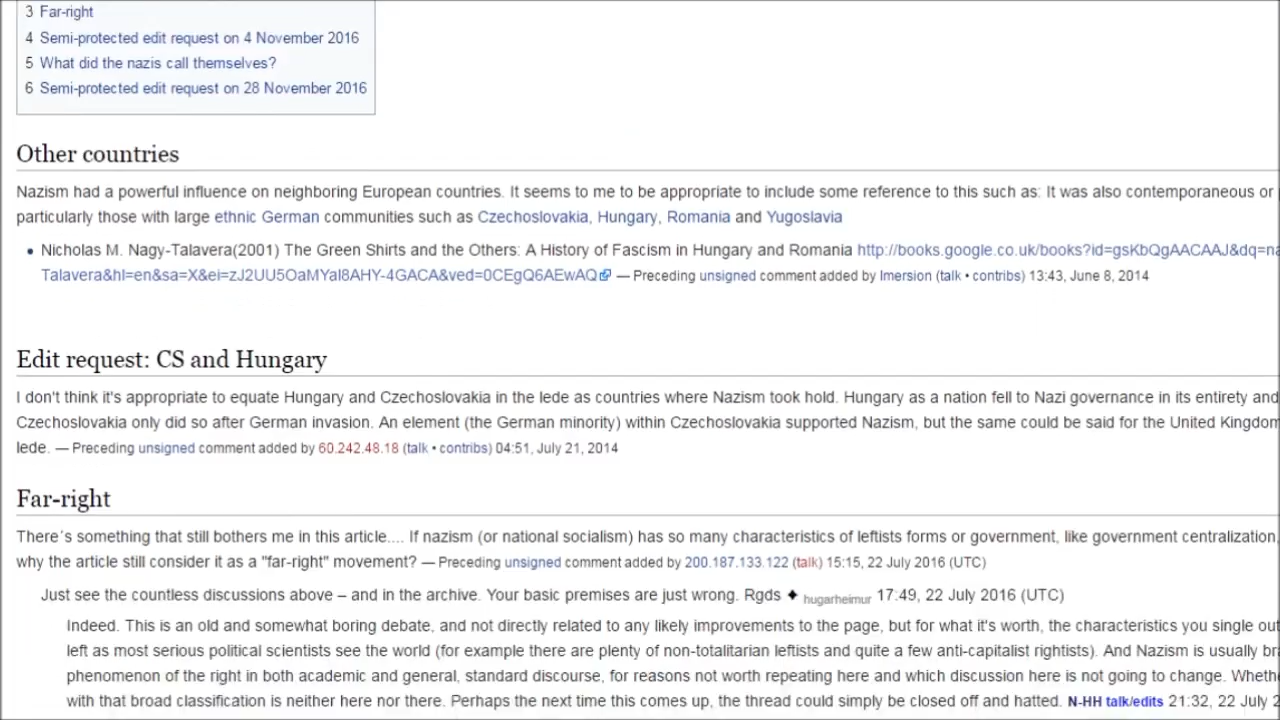 3 Far-right
4 Semi-protected edit request on 4 November 2016
5 What did the nazis call themselves?
6 Semi-protected edit request on 28 November 2016
Other countries
Nazism had a powerful influence on neighboring European countries. It seems to me to be appropriate to include some reference to this such as: It was also contemporaneous or
particularly those with large ethnic German communities such as Czechoslovakia, Hungary, Romania and Yugoslavia
• Nicholas M. Nagy-Talavera(2001) The Green Shirts and the Others: A History of Fascism in Hungary and Romania http://books.google.co.uk/books?id=gsKbQgAACAAJ&dq=na
Talavera&hl=en&sa=X&ei=zJ2UU5OaMYaI8AHY-4GACA&ved=0CEgQ6AEwAQ — Preceding unsigned comment added by Imersion (talk • contribs) 13:43, June 8, 2014
Edit request: CS and Hungary
I don't think it's appropriate to equate Hungary and Czechoslovakia in the lede as countries where Nazism took hold. Hungary as a nation fell to Nazi governance in its entirety and
Czechoslovakia only did so after German invasion. An element (the German minority) within Czechoslovakia supported Nazism, but the same could be said for the United Kingdom
lede. — Preceding unsigned comment added by 60.242.48.18 (talk • contribs) 04:51, July 21, 2014
Far-right
There´s something that still bothers me in this article.... If nazism (or national socialism) has so many characteristics of leftists forms or government, like government centralization,
why the article still consider it as a "far-right" movement? — Preceding unsigned comment added by 200.187.133.122 (talk) 15:15, 22 July 2016 (UTC)
Just see the countless discussions above – and in the archive. Your basic premises are just wrong. Rgds ✦ hugarheimur 17:49, 22 July 2016 (UTC)
Indeed. This is an old and somewhat boring debate, and not directly related to any likely improvements to the page, but for what it's worth, the characteristics you single out
left as most serious political scientists see the world (for example there are plenty of non-totalitarian leftists and quite a few anti-capitalist rightists). And Nazism is usually
phenomenon of the right in both academic and general, standard discourse, for reasons not worth repeating here and which discussion here is not going to change.
with that broad classification is neither here nor there. Perhaps the next time this comes up, the thread could simply be closed off and hatted. N-HH talk/edits 21:32, 22 July